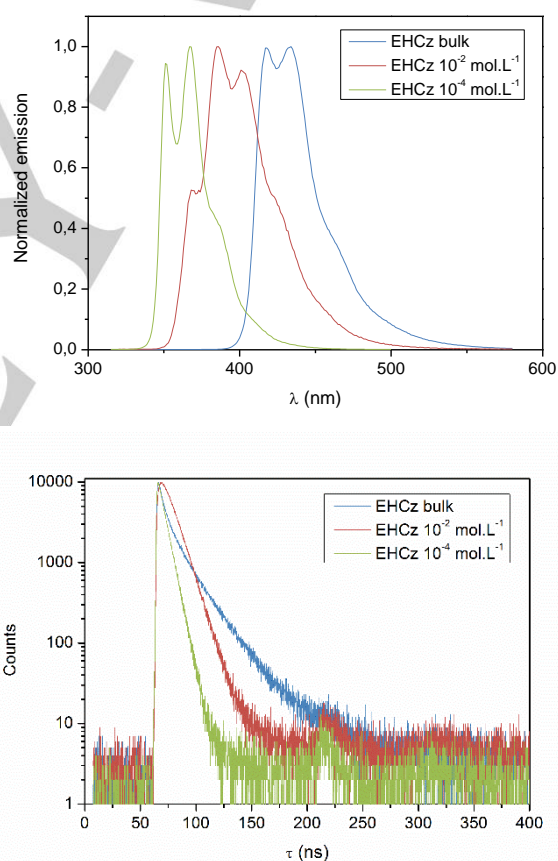 1,0
0,8
0,6
0,4
0,2
0,0
Normalized emission
EHCz bulk
EHCz 10⁻² mol.L⁻¹
EHCz 10⁻⁴ mol.L⁻¹
300
400
500
600
λ (nm)
10000
1000
100
10
1
Counts
EHCz bulk
EHCz 10⁻² mol.L⁻¹
EHCz 10⁻⁴ mol.L⁻¹
0
50
100
150
200
250
300
350
400
τ (ns)